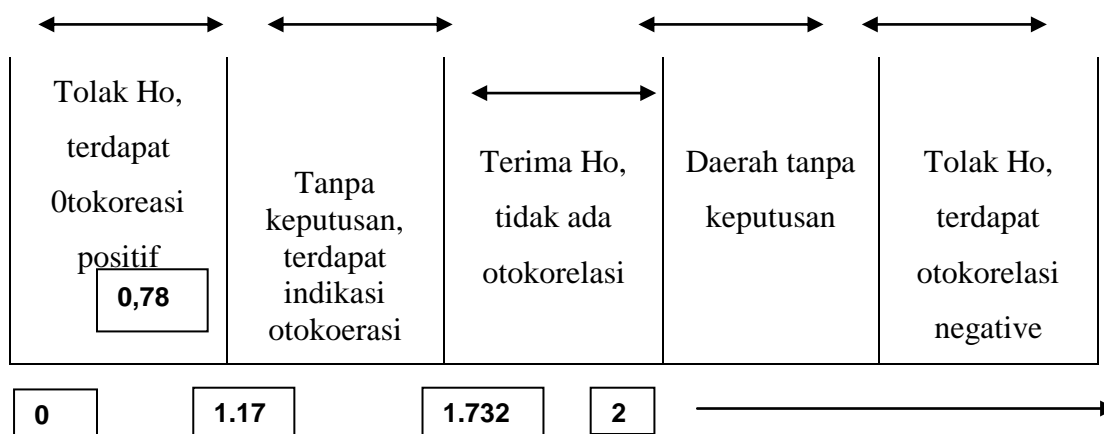 Tolak Ho,
terdapat
0tokoreasi
positif
0,78
Tanpa
keputusan,
terdapat
indikasi
otokoerasi
Terima Ho,
tidak ada
otokorelasi
Daerah tanpa
keputusan
Tolak Ho,
terdapat
otokorelasi
negative
0
1.17
1.732
2